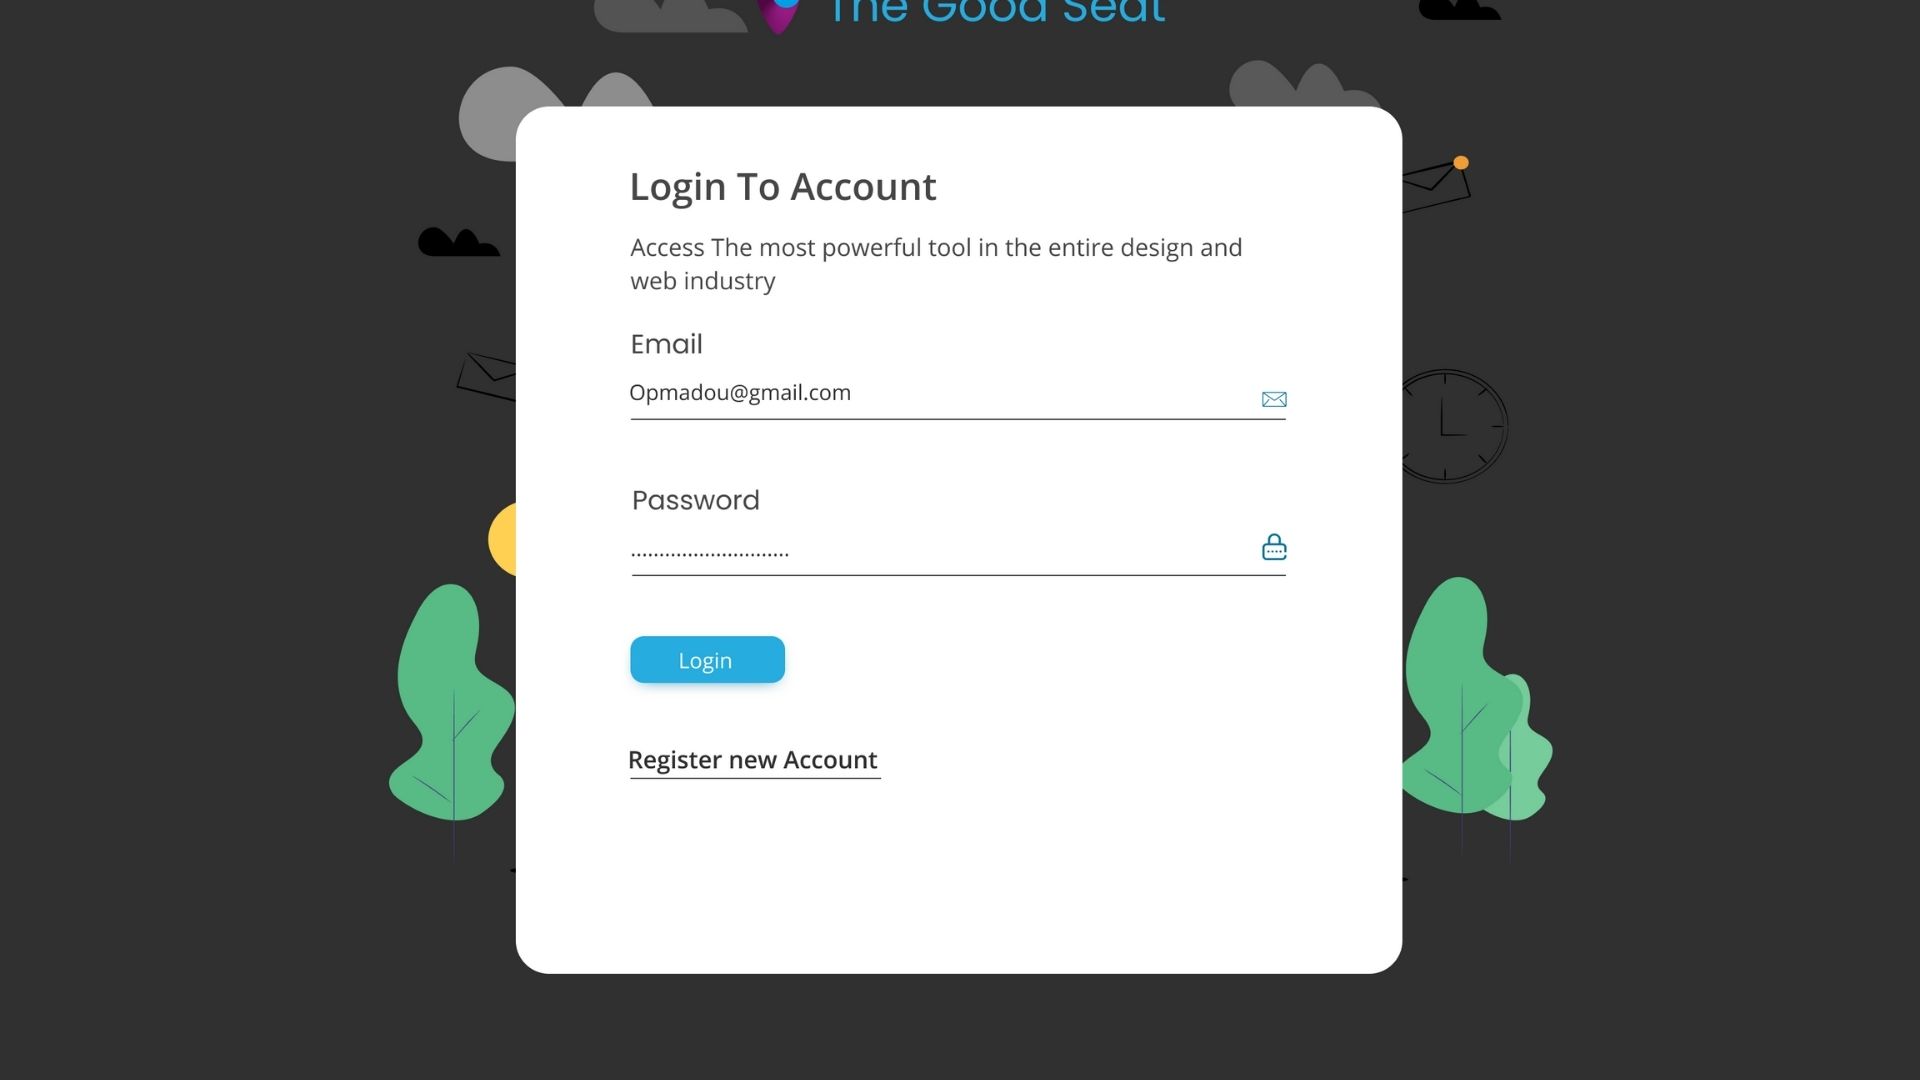 The Good Seat
Login To Account
Access The most powerful tool in the entire design and
web industry
Email
Opmadou@gmail.com
Password
............................
Login
Register new Account